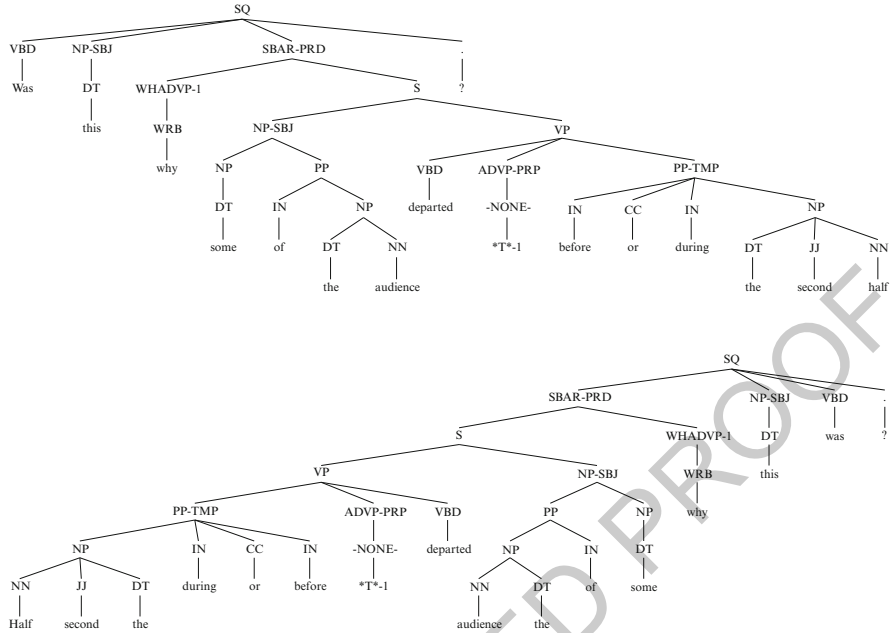 SQ
VBD NP-SBJ SBAR-PRD .
Was DT WHADVP-1 S ?
this WRB NP-SBJ VP
why NP PP VBD ADVP-PRP PP-TMP
DT IN NP departed -NONE- IN CC IN NP
some of DT NN *T*-1 before or during DT JJ NN
the audience the second half
SQ
SBAR-PRD NP-SBJ VBD .
S WHADVP-1 DT was ?
VP NP-SBJ WRB this
PP-TMP ADVP-PRP VBD PP NP why
NP IN CC IN -NONE- departed NP IN DT
NN JJ DT during or before *T*-1 NN DT of some
Half second the audience the
ED PROOF